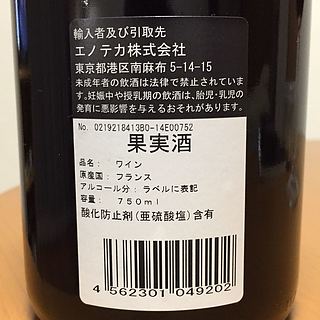 輸入者及び引取先
エノテカ株式会社
東京都港区南麻布5-14-15
未成年者の飲酒は法律で禁止されていま
す。妊娠中や授乳期の飲酒は、胎児・乳児の
発育に悪影響を与えるおそれがあります。
No. 0219218413B0-14E00752
果実酒
品名： ワイン
原産国： フランス
アルコール分： ラベルに表記
容量： 750ml
酸化防止剤(亜硫酸塩)含有
4 562301 049202